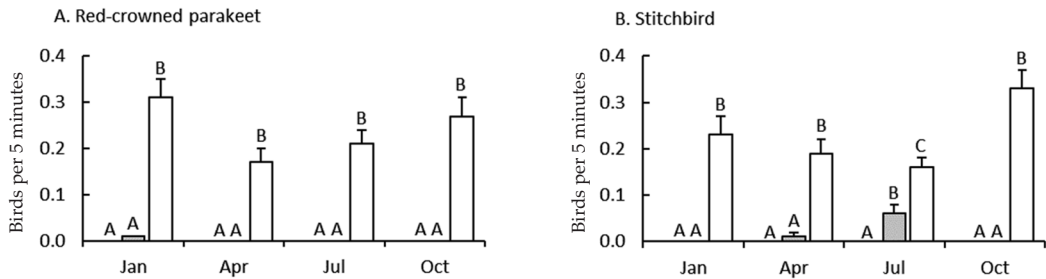 A. Red-crowned parakeet
Birds per 5 minutes
0.4
0.3
0.2
0.1
0.0
A A B
A A B
A A B
A A B
Jan Apr Jul Oct
B. Stitchbird
Birds per 5 minutes
0.4
0.3
0.2
0.1
0.0
A A B
A A B
A B C
A A B
Jan Apr Jul Oct